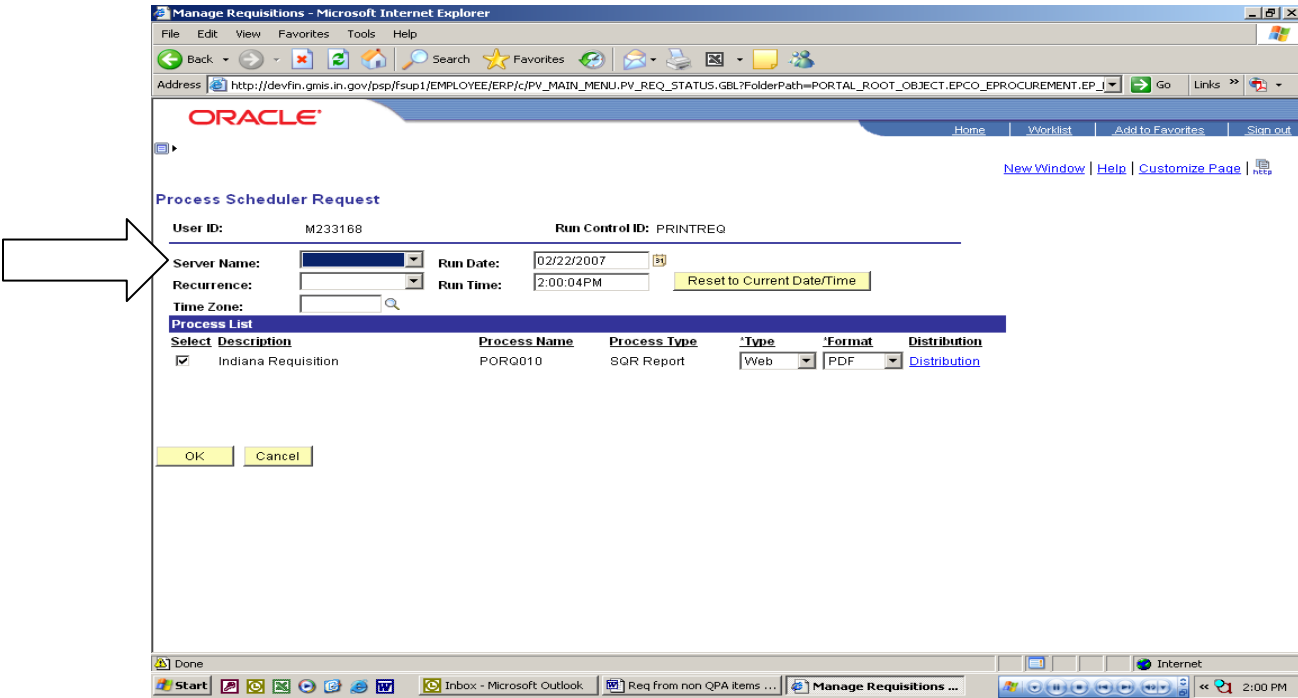 Manage Requisitions - Microsoft Internet Explorer
File Edit View Favorites Tools Help
Back Search Favorites
Address http://devfin.gmis.in.gov/psp/fsup1/EMPLOYEE/ERP/c/PV_MAIN_MENU.PV_REQ_STATUS.GBL?FolderPath=PORTAL_ROOT_OBJECT.EPCO_EPROCUREMENT.EP_ Go Links »
ORACLE
Home | Worklist | Add to Favorites | Sign out
New Window | Help | Customize Page | http
Process Scheduler Request
User ID: M233168 Run Control ID: PRINTREQ
Server Name: Run Date: 02/22/2007
Recurrence: Run Time: 2:00:04PM Reset to Current Date/Time
Time Zone:
Process List
Select Description Process Name Process Type *Type *Format Distribution
Indiana Requisition PORQ010 SQR Report Web PDF Distribution
OK Cancel
Done Internet
Start Inbox - Microsoft Outlook Req from non QPA items ... Manage Requisitions ... « 2:00 PM